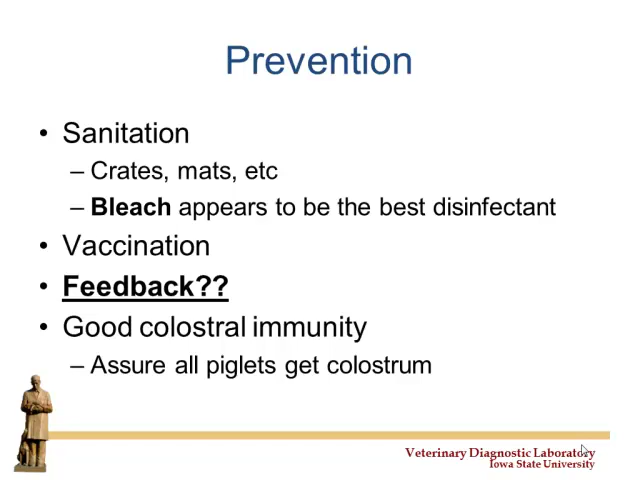 Prevention
• Sanitation
– Crates, mats, etc
– Bleach appears to be the best disinfectant
• Vaccination
• Feedback??
• Good colostral immunity
– Assure all piglets get colostrum
Veterinary Diagnostic Laboratory
Iowa State University